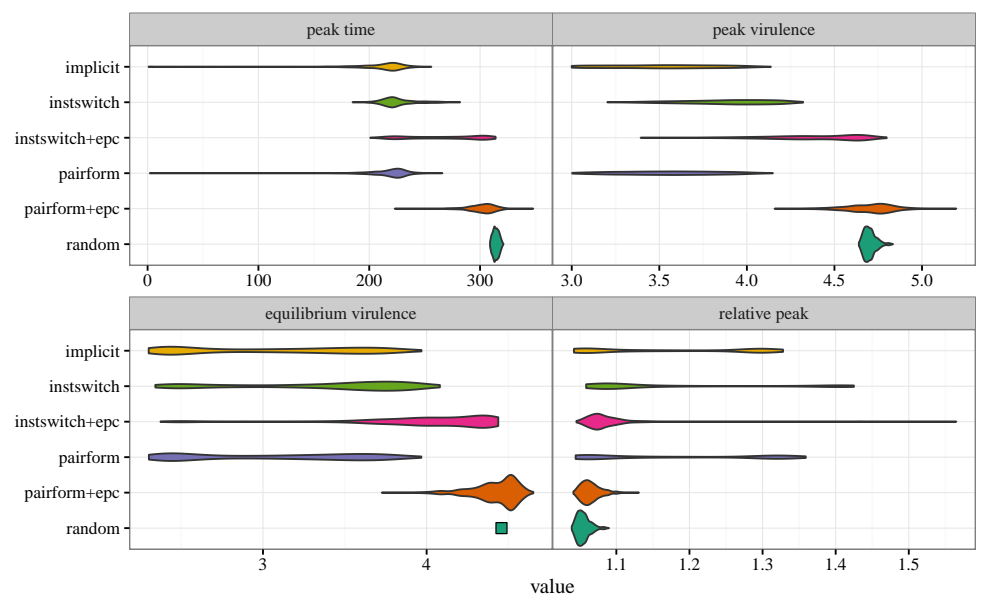 peak time
peak virulence
implicit
instswitch
instswitch+epc
pairform
pairform+epc
random
0 100 200 300
3.0 3.5 4.0 4.5 5.0
equilibrium virulence
relative peak
implicit
instswitch
instswitch+epc
pairform
pairform+epc
random
3 4
1.1 1.2 1.3 1.4 1.5
value